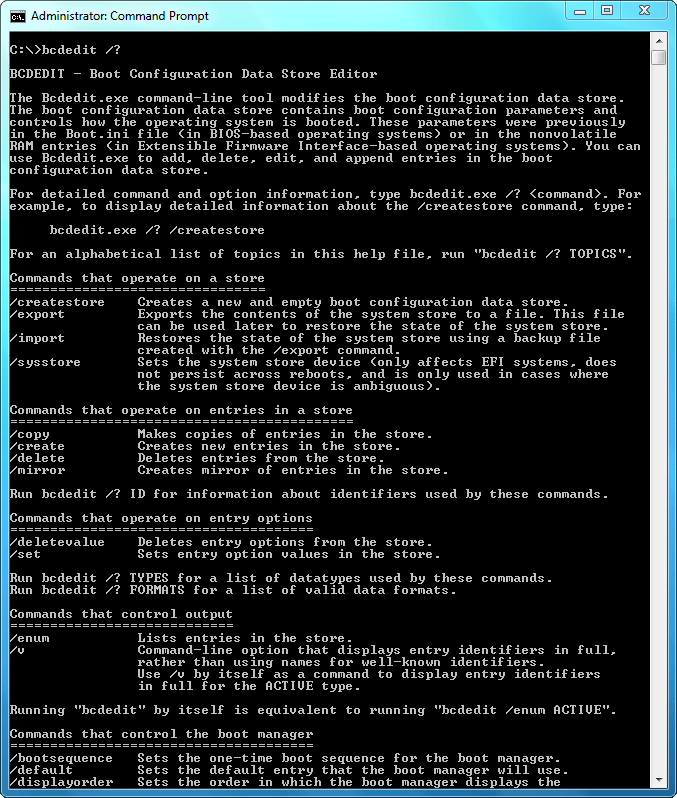 Administrator: Command Prompt
C:\>bcdedit /?
BCDEDIT - Boot Configuration Data Store Editor
The Bcdedit.exe command-line tool modifies the boot configuration data store.
The boot configuration data store contains boot configuration parameters and
controls how the operating system is booted. These parameters were previously
in the Boot.ini file (in BIOS-based operating systems) or in the nonvolatile
RAM entries (in Extensible Firmware Interface-based operating systems). You can
use Bcdedit.exe to add, delete, edit, and append entries in the boot
configuration data store.
For detailed command and option information, type bcdedit.exe /? <command>. For
example, to display detailed information about the /createstore command, type:
bcdedit.exe /? /createstore
For an alphabetical list of topics in this help file, run "bcdedit /? TOPICS".
Commands that operate on a store
================================
/createstore    Creates a new and empty boot configuration data store.
/export         Exports the contents of the system store to a file. This file
can be used later to restore the state of the system store.
/import         Restores the state of the system store using a backup file
created with the /export command.
/sysstore       Sets the system store device (only affects EFI systems, does
not persist across reboots, and is only used in cases where
the system store device is ambiguous).
Commands that operate on entries in a store
===========================================
/copy           Makes copies of entries in the store.
/create         Creates new entries in the store.
/delete         Deletes entries from the store.
/mirror         Creates mirror of entries in the store.
Run bcdedit /? ID for information about identifiers used by these commands.
Commands that operate on entry options
======================================
/deletevalue    Deletes entry options from the store.
/set            Sets entry option values in the store.
Run bcdedit /? TYPES for a list of datatypes used by these commands.
Run bcdedit /? FORMATS for a list of valid data formats.
Commands that control output
============================
/enum           Lists entries in the store.
/v              Command-line option that displays entry identifiers in full,
rather than using names for well-known identifiers.
Use /v by itself as a command to display entry identifiers
in full for the ACTIVE type.
Running "bcdedit" by itself is equivalent to running "bcdedit /enum ACTIVE".
Commands that control the boot manager
======================================
/bootsequence   Sets the one-time boot sequence for the boot manager.
/default        Sets the default entry that the boot manager will use.
/displayorder   Sets the order in which the boot manager displays the